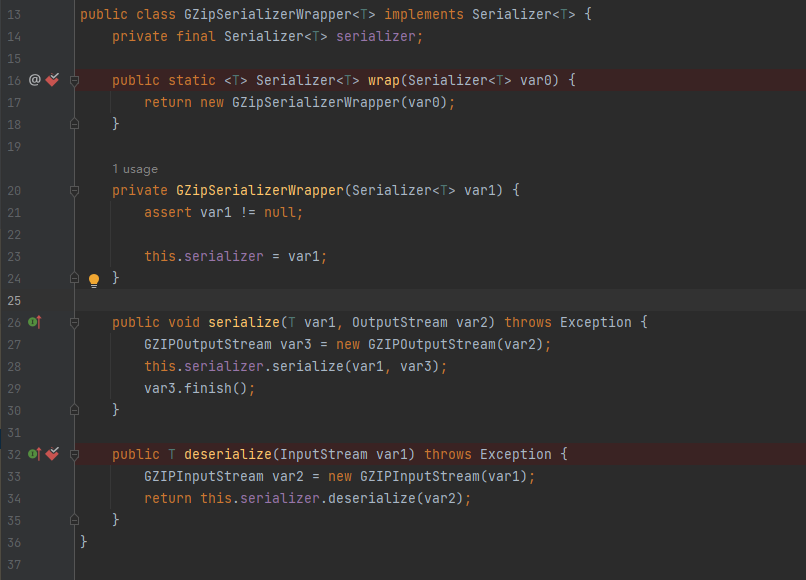 13 public class GZipSerializerWrapper<T> implements Serializer<T> {
14 private final Serializer<T> serializer;
15
16 @ public static <T> Serializer<T> wrap(Serializer<T> var0) {
17 return new GZipSerializerWrapper(var0);
18 }
19
1 usage
20 private GZipSerializerWrapper(Serializer<T> var1) {
21 assert var1 != null;
22
23 this.serializer = var1;
24 }
25
26 public void serialize(T var1, OutputStream var2) throws Exception {
27 GZIPOutputStream var3 = new GZIPOutputStream(var2);
28 this.serializer.serialize(var1, var3);
29 var3.finish();
30 }
31
32 public T deserialize(InputStream var1) throws Exception {
33 GZIPInputStream var2 = new GZIPInputStream(var1);
34 return this.serializer.deserialize(var2);
35 }
36 }
37